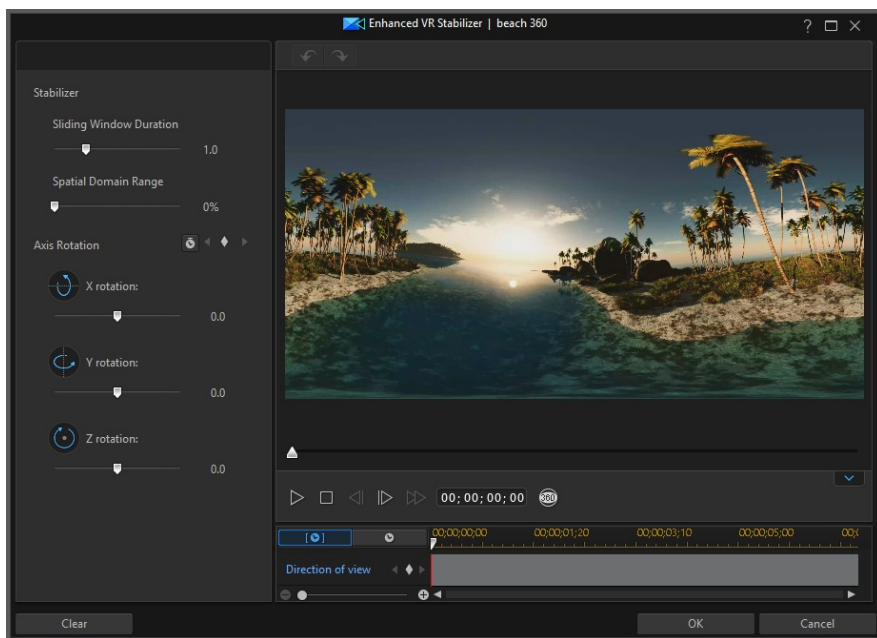 Enhanced VR Stabilizer | beach 360
?
Stabilizer
Sliding Window Duration
1.0
Spatial Domain Range
0%
Axis Rotation
X rotation:
0.0
Y rotation:
0.0
Z rotation:
0.0
00;00;00;00
360
00;00;00;00 00;00;01;20 00;00;03;10 00;00;05;00
Direction of view
Clear
OK
Cancel